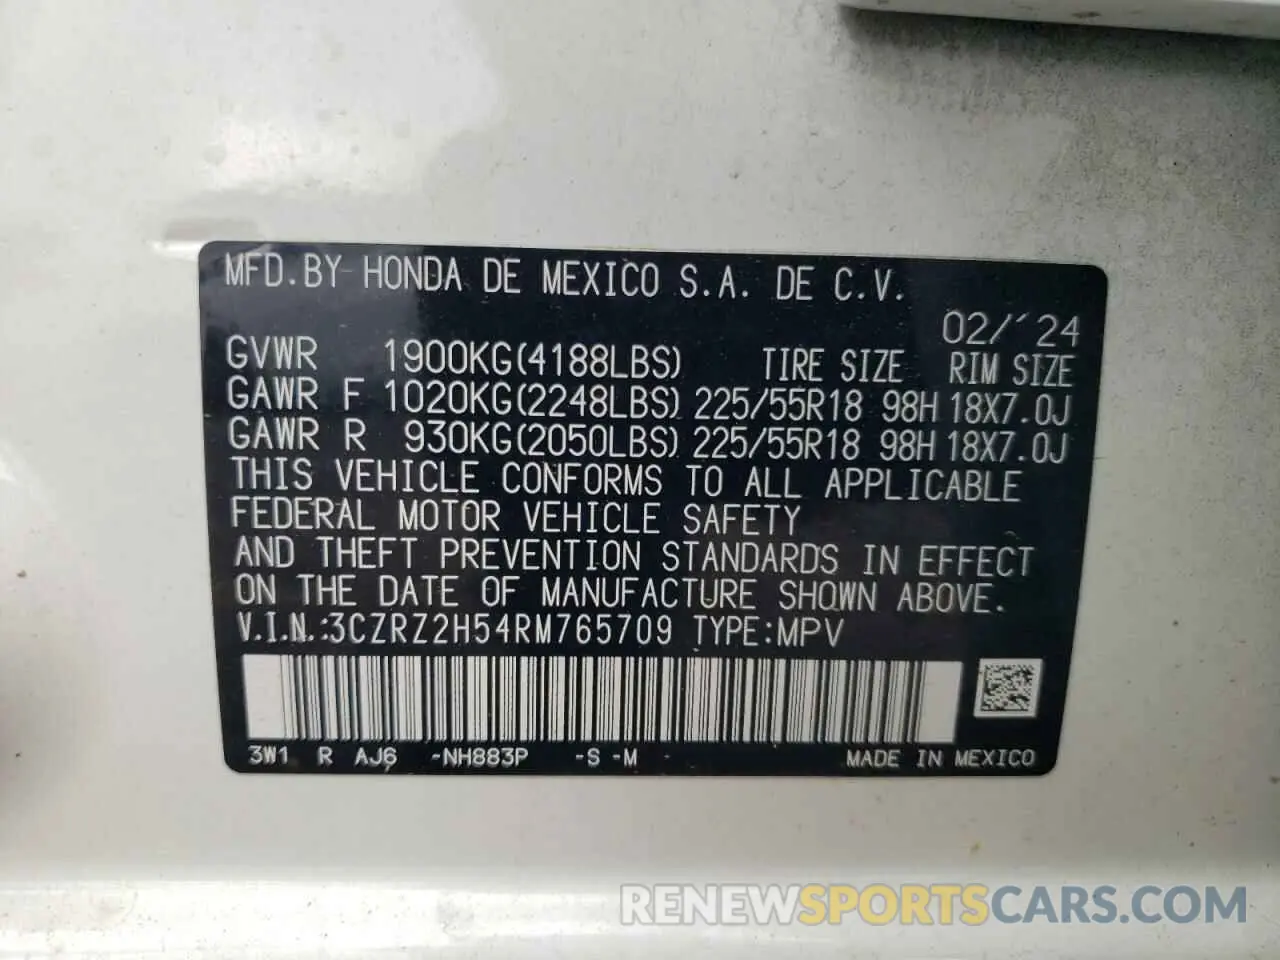 MFD.BY HONDA DE MEXICO S.A. DE C.V.
02/'24
GVWR 1900KG(4188LBS) TIRE SIZE RIM SIZE
GAWR F 1020KG(2248LBS) 225/55R18 98H 18X7.0J
GAWR R 930KG(2050LBS) 225/55R18 98H 18X7.0J
THIS VEHICLE CONFORMS TO ALL APPLICABLE
FEDERAL MOTOR VEHICLE SAFETY
AND THEFT PREVENTION STANDARDS IN EFFECT
ON THE DATE OF MANUFACTURE SHOWN ABOVE.
V.I.N.:3CZRZ2H54RM765709 TYPE:MPV
3W1 R AJ6 -NH883P -S -M MADE IN MEXICO
RENEWSPORTSCARS.COM